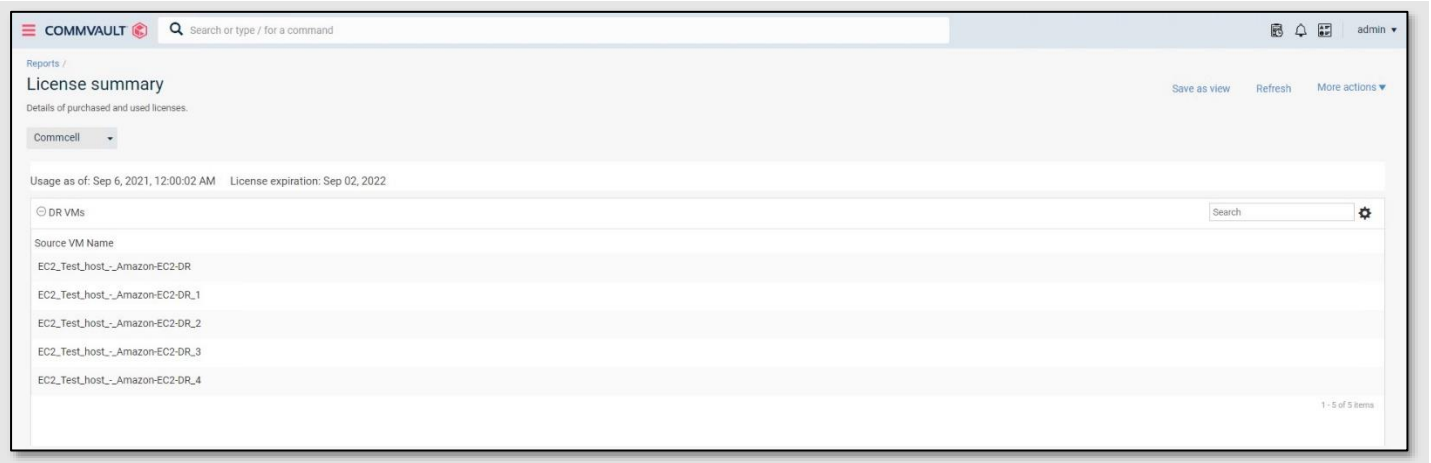 COMMVAULT
Search or type / for a command
admin
Reports /
License summary
Save as view Refresh More actions
Details of purchased and used licenses.
Commcell
Usage as of: Sep 6, 2021, 12:00:02 AM License expiration: Sep 02, 2022
DR VMs
Search
Source VM Name
EC2_Test_host_-_Amazon-EC2-DR
EC2_Test_host_-_Amazon-EC2-DR_1
EC2_Test_host_-_Amazon-EC2-DR_2
EC2_Test_host_-_Amazon-EC2-DR_3
EC2_Test_host_-_Amazon-EC2-DR_4
1 - 5 of 5 items